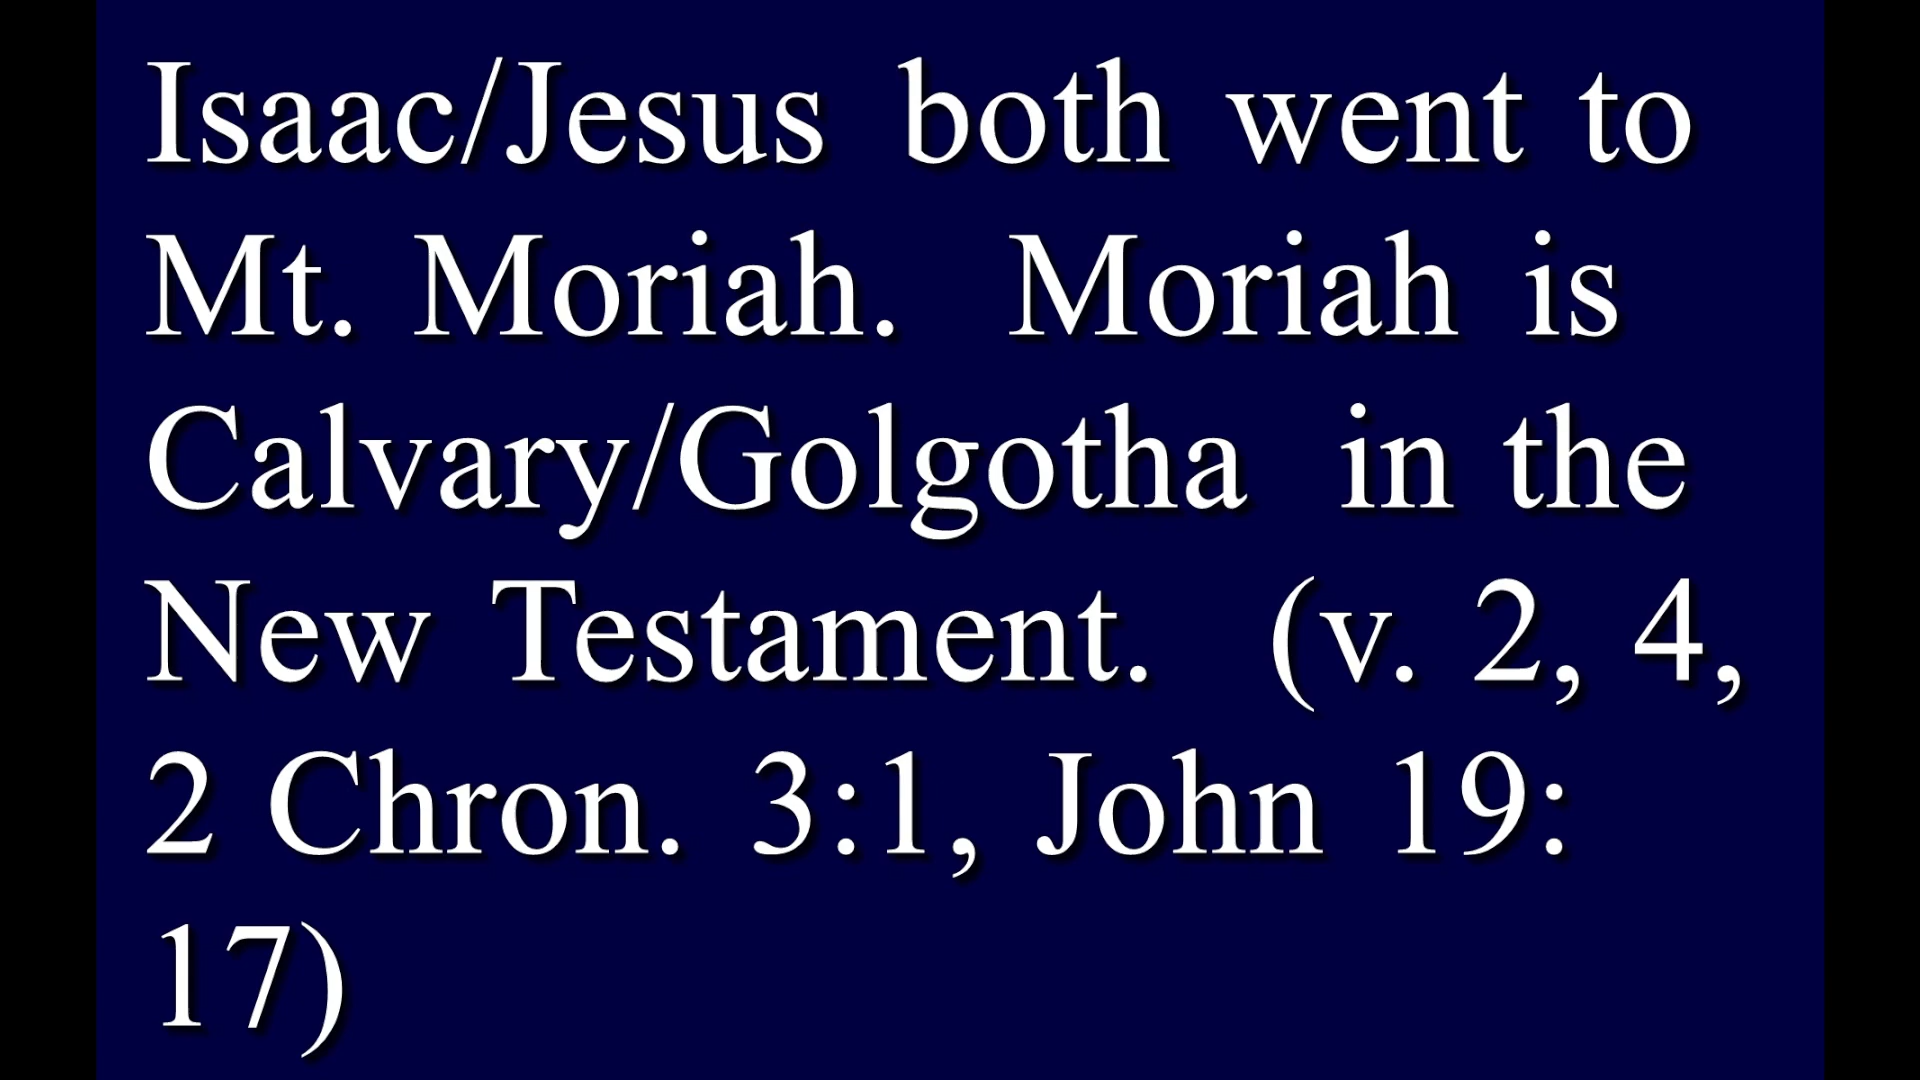 Isaac/Jesus both went to
Mt. Moriah. Moriah is
Calvary/Golgotha in the
New Testament. (v. 2, 4,
2 Chron. 3:1, John 19:
17)